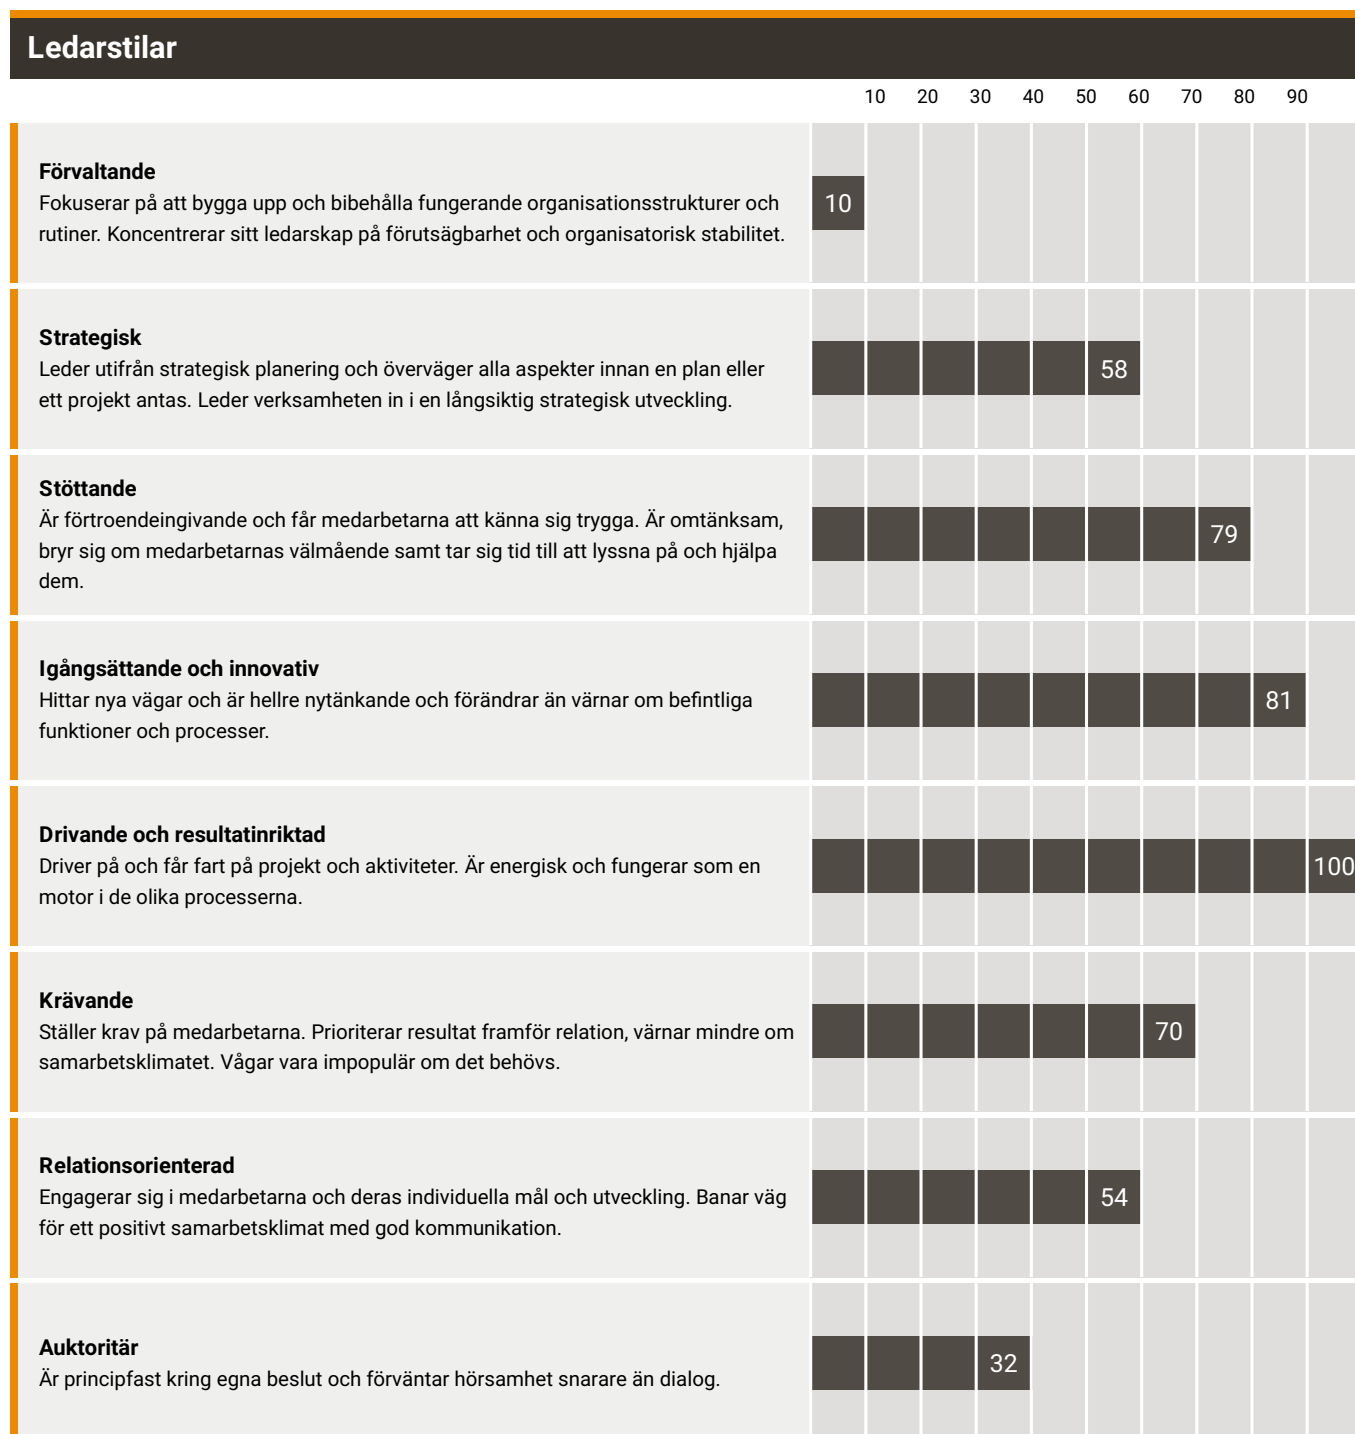 Ledarstilar
10 20 30 40 50 60 70 80 90
Förvaltande
Fokuserar på att bygga upp och bibehålla fungerande organisationsstrukturer och
rutiner. Koncentrerar sitt ledarskap på förutsägbarhet och organisatorisk stabilitet.
10
Strategisk
Leder utifrån strategisk planering och överväger alla aspekter innan en plan eller
ett projekt antas. Leder verksamheten in i en långsiktig strategisk utveckling.
58
Stöttande
Är förtroendeingivande och får medarbetarna att känna sig trygga. Är omtänksam,
bryr sig om medarbetarnas välmående samt tar sig tid till att lyssna på och hjälpa
dem.
79
Igångsättande och innovativ
Hittar nya vägar och är hellre nytänkande och förändrar än värnar om befintliga
funktioner och processer.
81
Drivande och resultatinriktad
Driver på och får fart på projekt och aktiviteter. Är energisk och fungerar som en
motor i de olika processerna.
100
Krävande
Ställer krav på medarbetarna. Prioriterar resultat framför relation, värnar mindre om
samarbetsklimatet. Vågar vara impopulär om det behövs.
70
Relationsorienterad
Engagerar sig i medarbetarna och deras individuella mål och utveckling. Banar väg
för ett positivt samarbetsklimat med god kommunikation.
54
Auktoritär
Är principfast kring egna beslut och förväntar hörsamhet snarare än dialog.
32